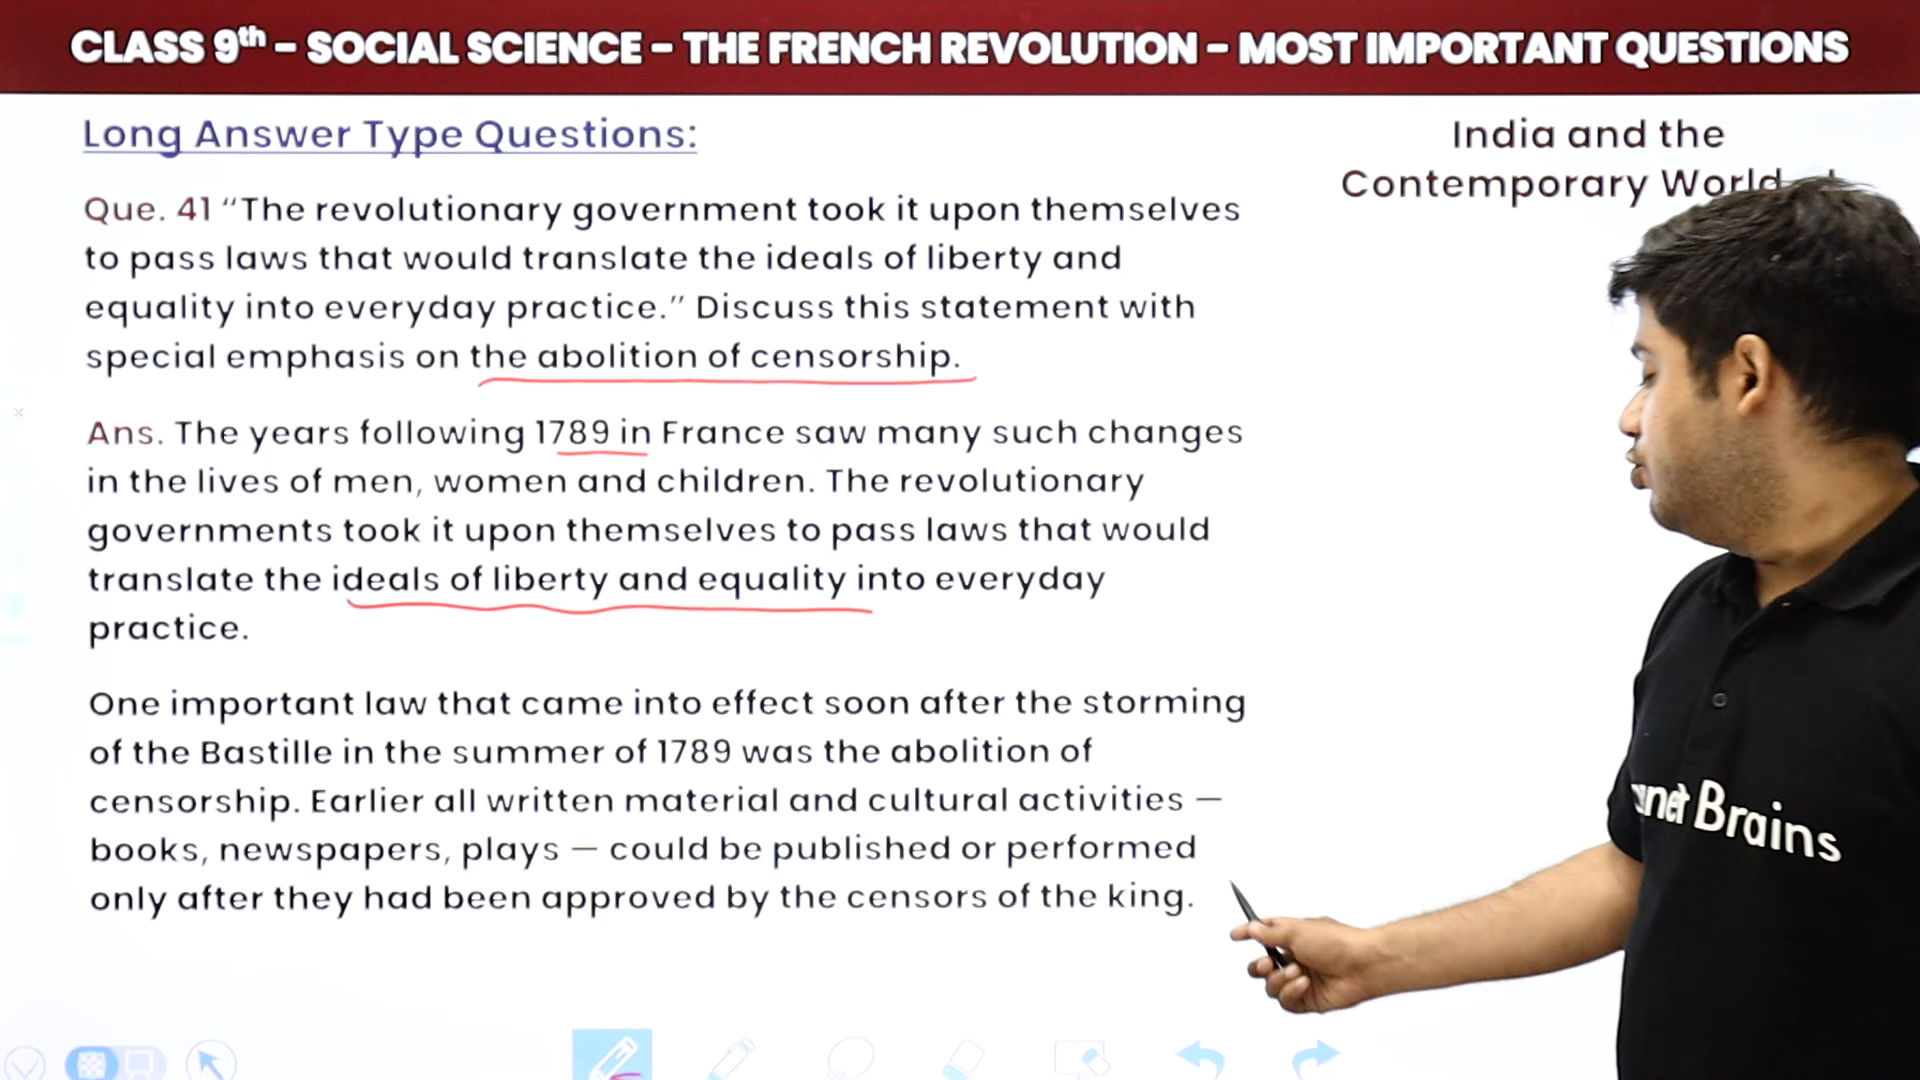 CLASS 9th – SOCIAL SCIENCE – THE FRENCH REVOLUTION – MOST IMPORTANT QUESTIONS
Long Answer Type Questions:
India and the
Contemporary World
Que. 41 “The revolutionary government took it upon themselves
to pass laws that would translate the ideals of liberty and
equality into everyday practice.” Discuss this statement with
special emphasis on the abolition of censorship.
Ans. The years following 1789 in France saw many such changes
in the lives of men, women and children. The revolutionary
governments took it upon themselves to pass laws that would
translate the ideals of liberty and equality into everyday
practice.
One important law that came into effect soon after the storming
of the Bastille in the summer of 1789 was the abolition of
censorship. Earlier all written material and cultural activities —
books, newspapers, plays — could be published or performed
only after they had been approved by the censors of the king.
Brains